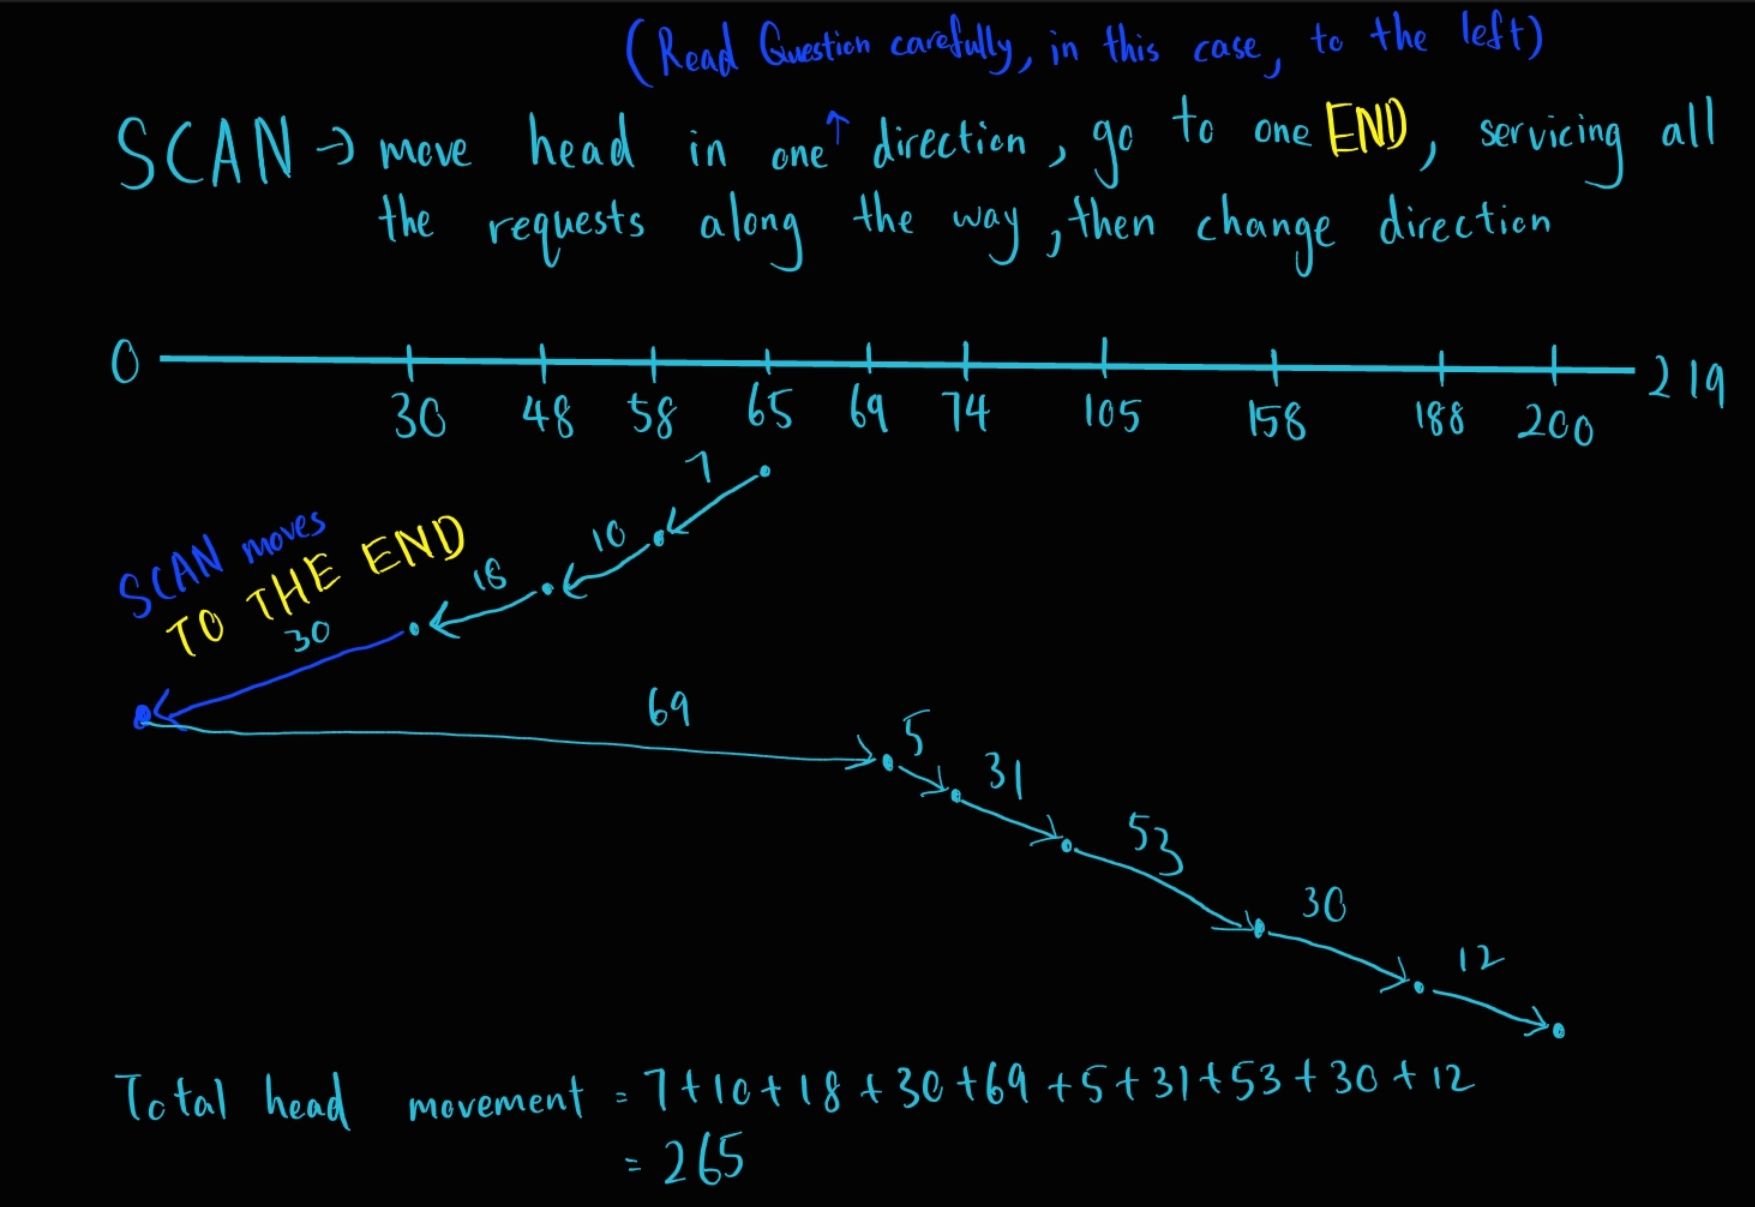 (Read Question carefully, in this case, to the left)
SCAN → move head in one ↑ direction, go to one END, servicing all
the requests along the way, then change direction
0 219
30 48 58 65 69 74 105 158 188 200
7
10
18
SCAN moves
TO THE END
30
69
5
31
53
30
12
Total head movement = 7+10+18+30+69+5+31+53+30+12
= 265